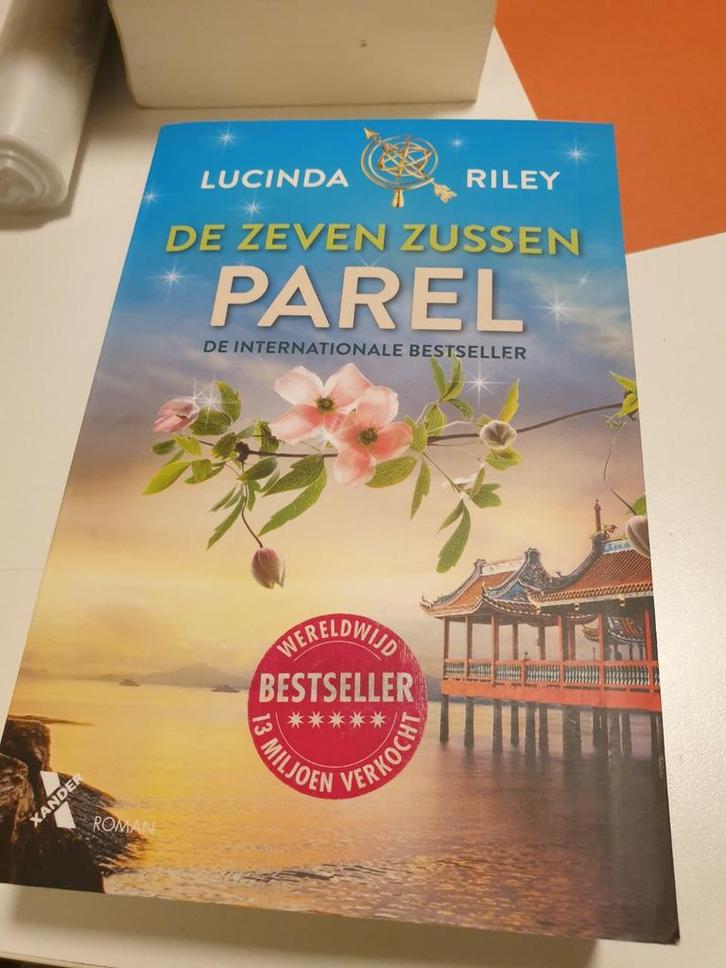 LUCINDA RILEY
DE ZEVEN ZUSSEN
PAREL
DE INTERNATIONALE BESTSELLER
WERELDWIJD
BESTSELLER
13 MILJOEN VERKOCHT
XANDER
ROMAN